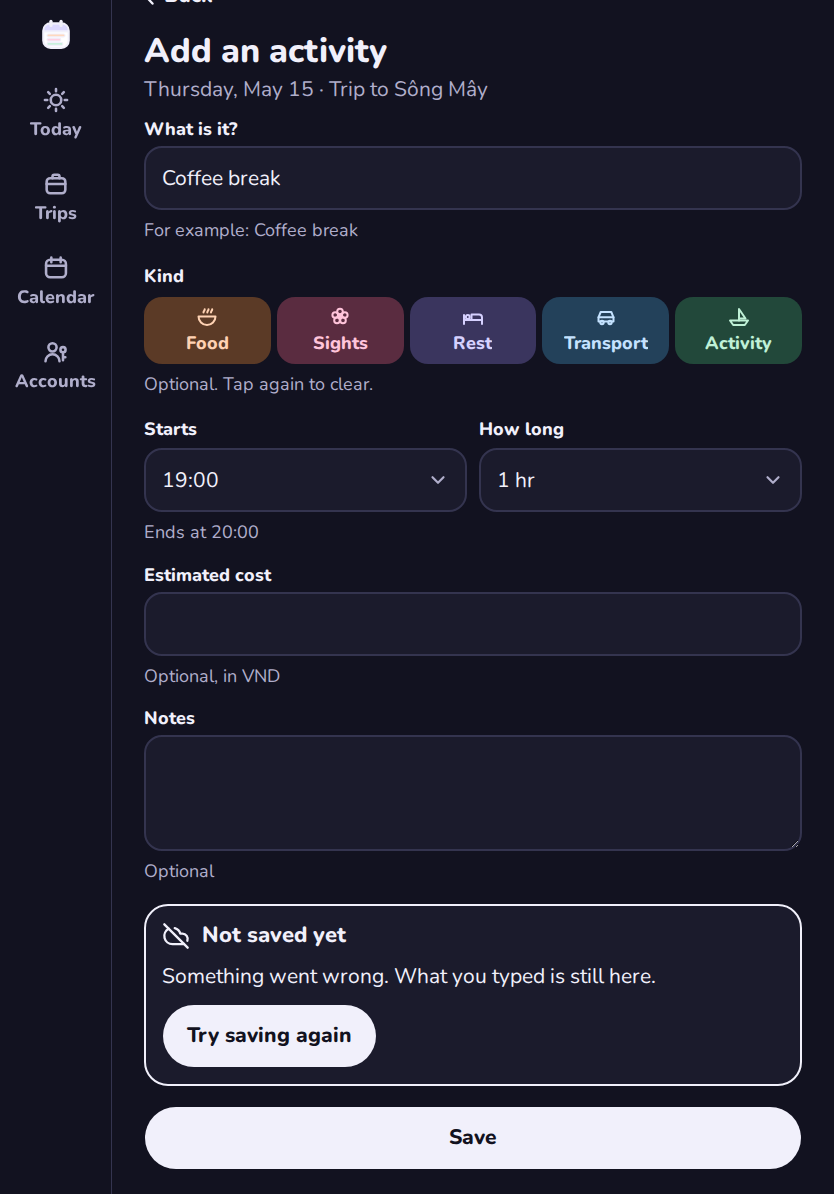 Back
Add an activity
Thursday, May 15 · Trip to Sông Mây
Today
Trips
Calendar
Accounts
What is it?
Coffee break
For example: Coffee break
Kind
Food Sights Rest Transport Activity
Optional. Tap again to clear.
Starts How long
19:00 1 hr
Ends at 20:00
Estimated cost
Optional, in VND
Notes
Optional
Not saved yet
Something went wrong. What you typed is still here.
Try saving again
Save